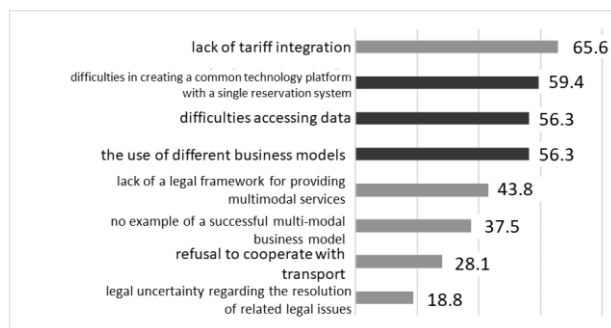 lack of tariff integration
65.6
difficulties in creating a common technology platform
with a single reservation system
59.4
difficulties accessing data
56.3
the use of different business models
56.3
lack of a legal framework for providing
multimodal services
43.8
no example of a successful multi-modal
business model
37.5
refusal to cooperate with
transport
28.1
legal uncertainty regarding the resolution
of related legal issues
18.8